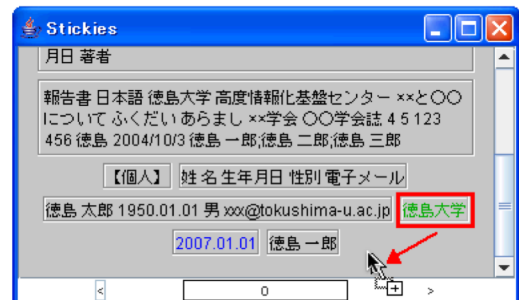 Stickies
月日 著者
報告書 日本語 徳島大学 高度情報化基盤センター ××と〇〇
について ふくだい あらまし ××学会 〇〇学会誌 4 5 123
456 徳島 2004/10/3 徳島 一郎;徳島 二郎;徳島 三郎
【個人】 姓 名 生年月日 性別 電子メール
徳島 太郎 1950.01.01 男 xxx@tokushima-u.ac.jp 徳島大学
2007.01.01 徳島 一郎
< 0 >